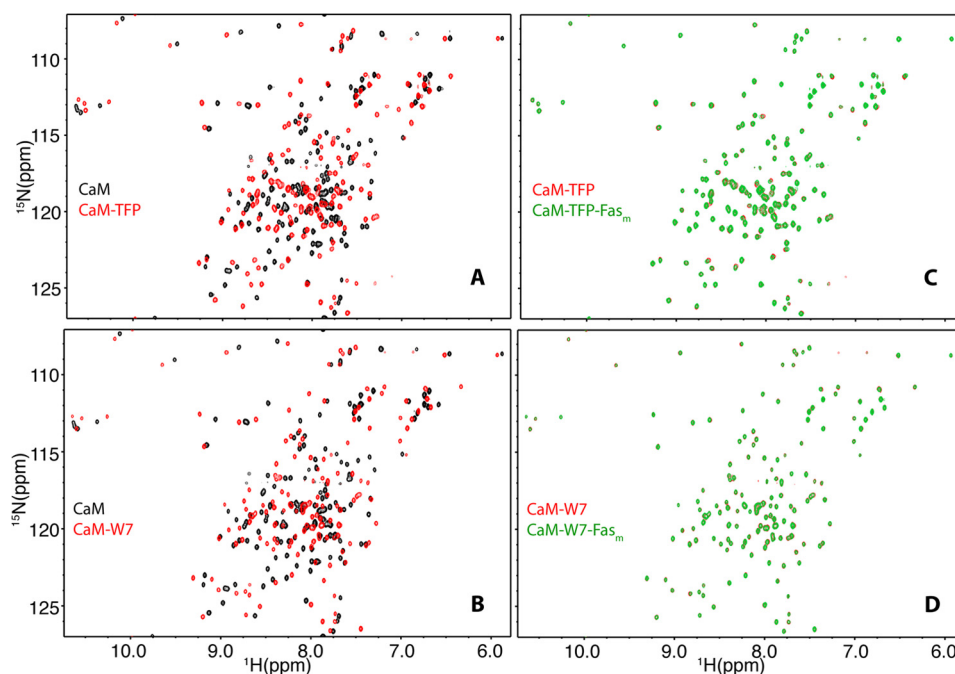 110
115
120
125
¹⁵N(ppm)
CaM
CaM-TFP
A
CaM-TFP
CaM-TFP-Fasₘ
C
110
115
120
125
¹⁵N(ppm)
CaM
CaM-W7
B
CaM-W7
CaM-W7-Fasₘ
D
10.0 9.0 8.0 7.0 6.0
10.0 9.0 8.0 7.0 6.0
¹H(ppm)
¹H(ppm)